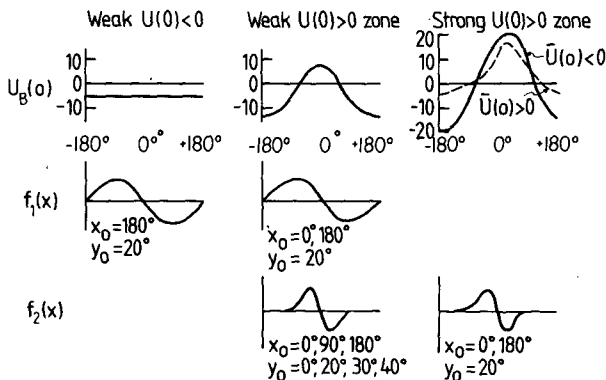 Weak U(0)<0
Weak U(0)>0 zone
Strong U(0)>0 zone
U_B(0)
10
0
-10
-180° 0° +180°
10
0
-10
-180° 0° +180°
20
10
0
-10
-20
Ū(0)<0
Ū(0)>0
-180° 0° +180°
f₁(x)
x₀=180°
y₀=20°
x₀=0°,180°
y₀=20°
f₂(x)
x₀=0°,90°,180°
y₀=0°,20°,30°,40°
x₀=0°,180°
y₀=20°